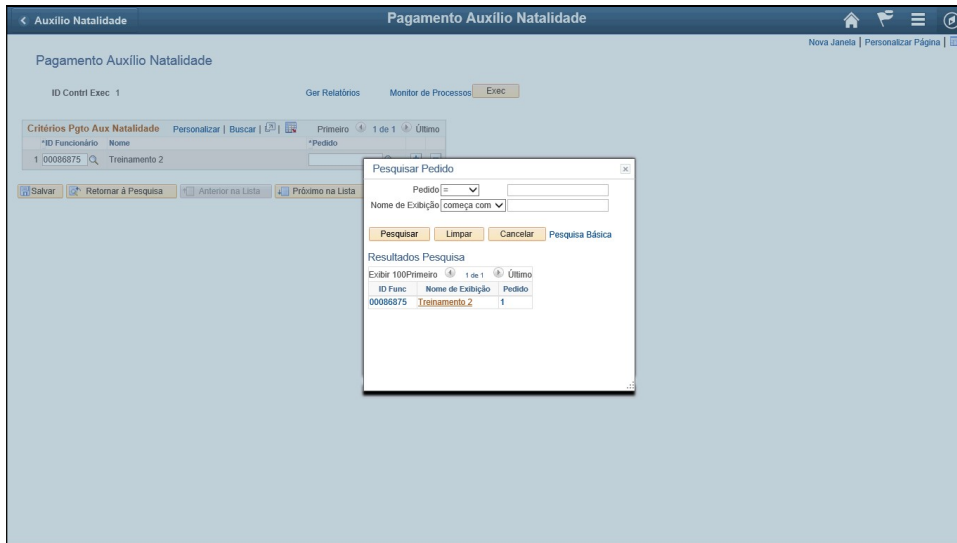 Auxílio Natalidade
Pagamento Auxílio Natalidade
Nova Janela | Personalizar Página |
Pagamento Auxílio Natalidade
ID Contrl Exec 1 Ger Relatórios Monitor de Processos Exec
Critérios Pgto Aux Natalidade Personalizar | Buscar | | Primeiro 1 de 1 Último
*ID Funcionário Nome *Pedido
1 00086875 Treinamento 2
Salvar Retornar à Pesquisa Anterior na Lista Próximo na Lista
Pesquisar Pedido
Pedido =
Nome de Exibição começa com
Pesquisar Limpar Cancelar Pesquisa Básica
Resultados Pesquisa
Exibir 100 Primeiro 1 de 1 Último
ID Func Nome de Exibição Pedido
00086875 Treinamento 2 1